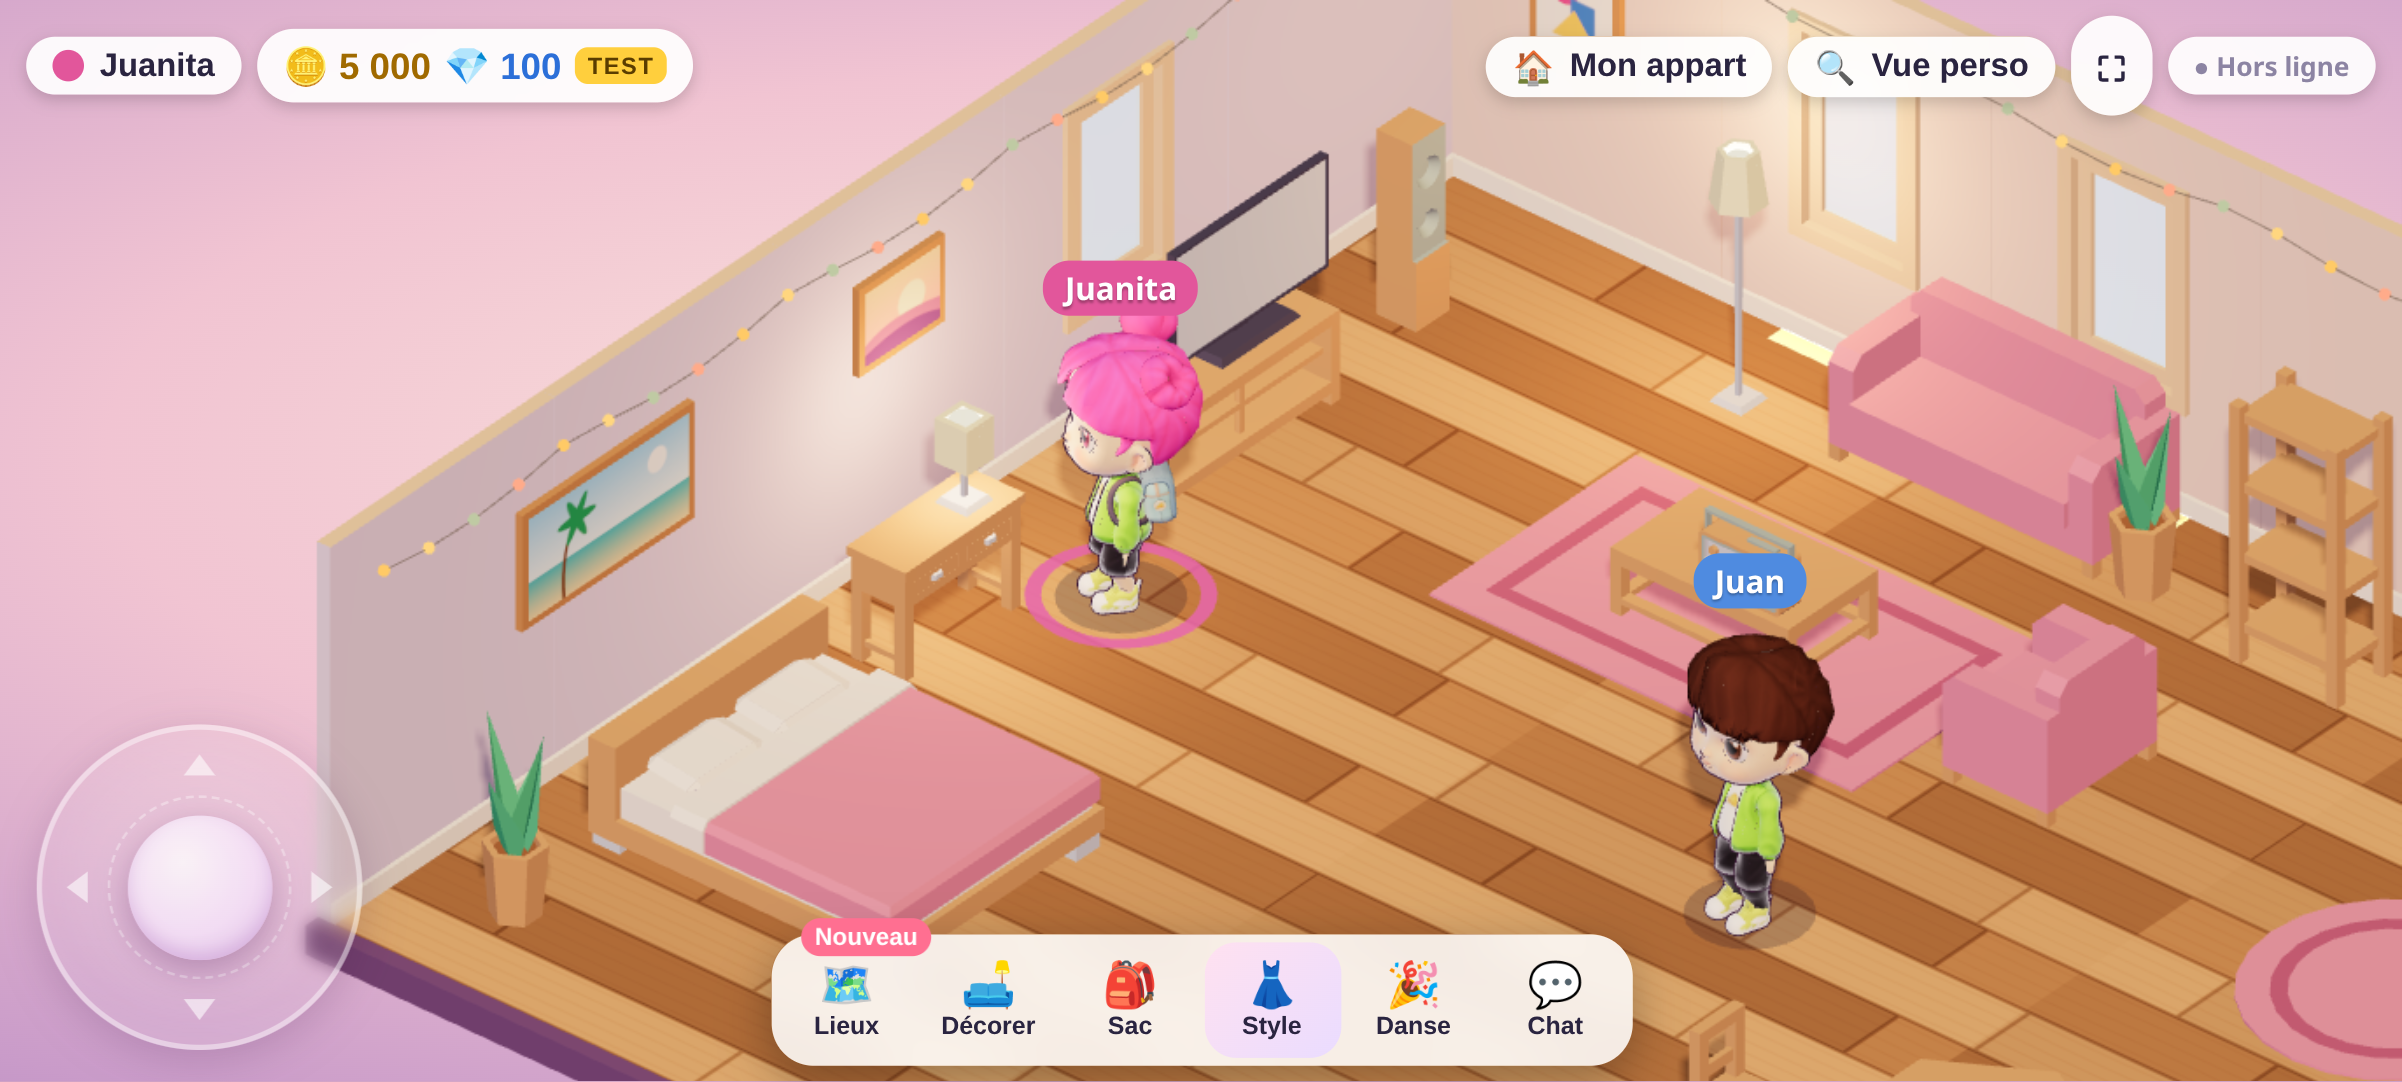 Juanita
5 000
100
TEST
Mon appart
Vue perso
Hors ligne
Juanita
Juan
Nouveau
Lieux
Décorer
Sac
Style
Danse
Chat